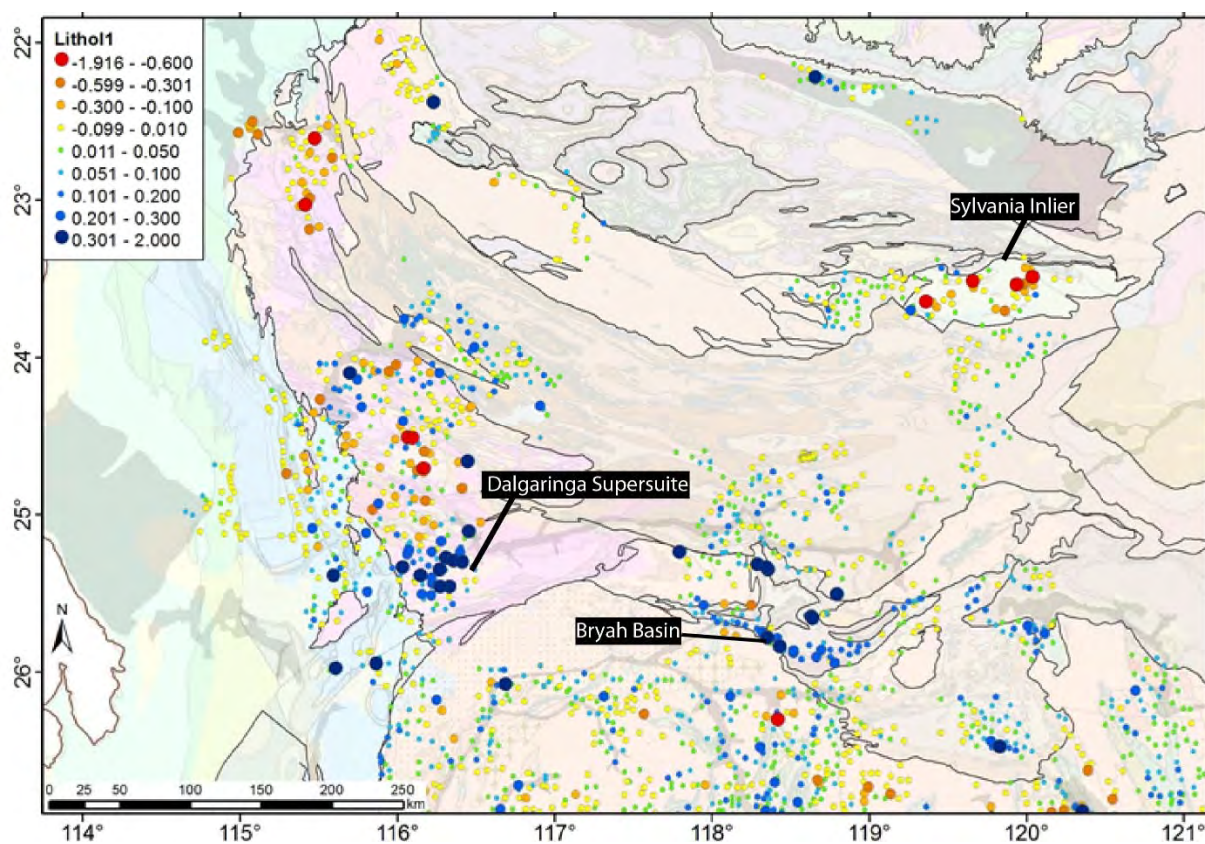 22°
23°
24°
25°
26°
Lithol1
-1.916 - -0.600
-0.599 - -0.301
-0.300 - -0.100
-0.099 - 0.010
0.011 - 0.050
0.051 - 0.100
0.101 - 0.200
0.201 - 0.300
0.301 - 2.000
Sylvania Inlier
Dalgaringa Supersuite
Bryah Basin
N
0 25 50 100 150 200 250
km
114° 115° 116° 117° 118° 119° 120° 121°